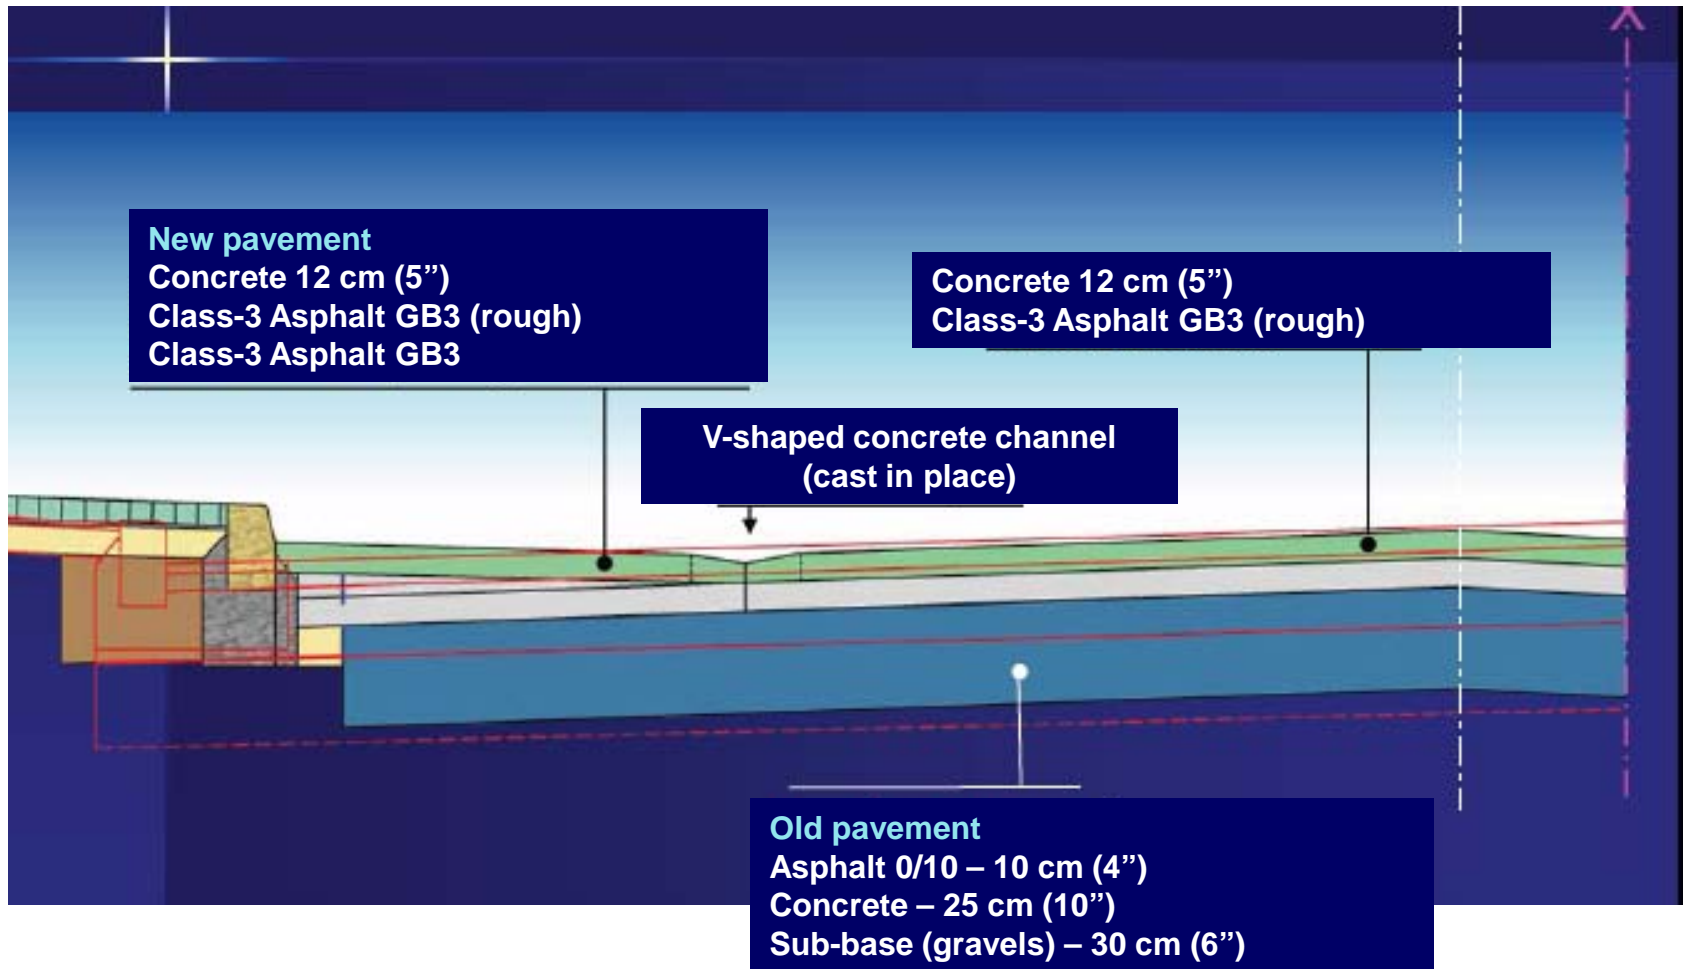 New pavement
Concrete 12 cm (5”)
Class-3 Asphalt GB3 (rough)
Class-3 Asphalt GB3
Concrete 12 cm (5”)
Class-3 Asphalt GB3 (rough)
V-shaped concrete channel
(cast in place)
Old pavement
Asphalt 0/10 – 10 cm (4”)
Concrete – 25 cm (10”)
Sub-base (gravels) – 30 cm (6”)